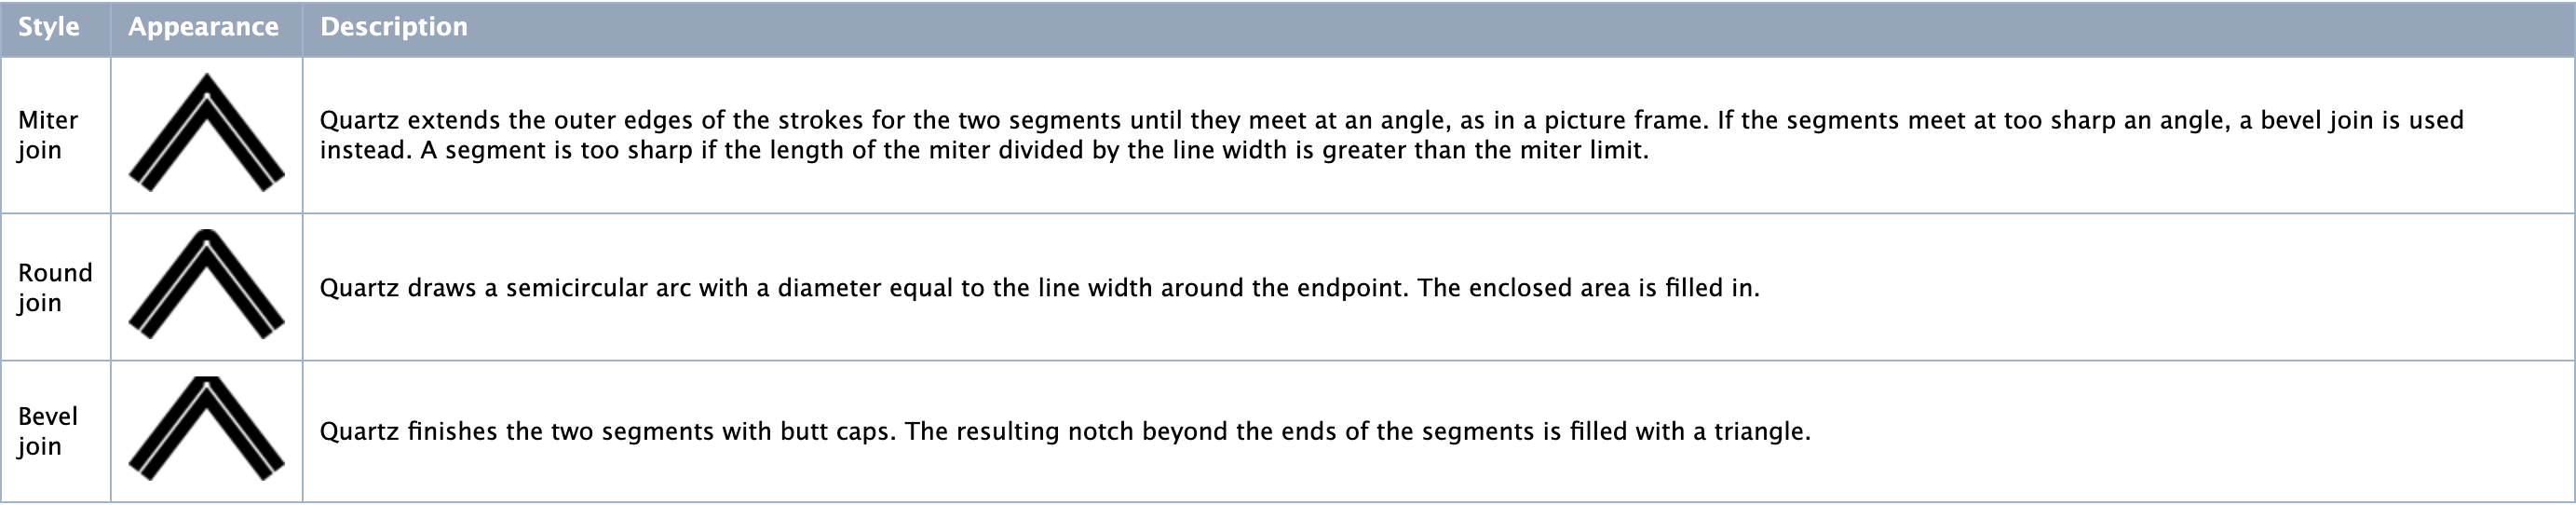 Style Appearance Description
Miter
join
Quartz extends the outer edges of the strokes for the two segments until they meet at an angle, as in a picture frame. If the segments meet at too sharp an angle, a bevel join is used
instead. A segment is too sharp if the length of the miter divided by the line width is greater than the miter limit.
Round
join
Quartz draws a semicircular arc with a diameter equal to the line width around the endpoint. The enclosed area is filled in.
Bevel
join
Quartz finishes the two segments with butt caps. The resulting notch beyond the ends of the segments is filled with a triangle.